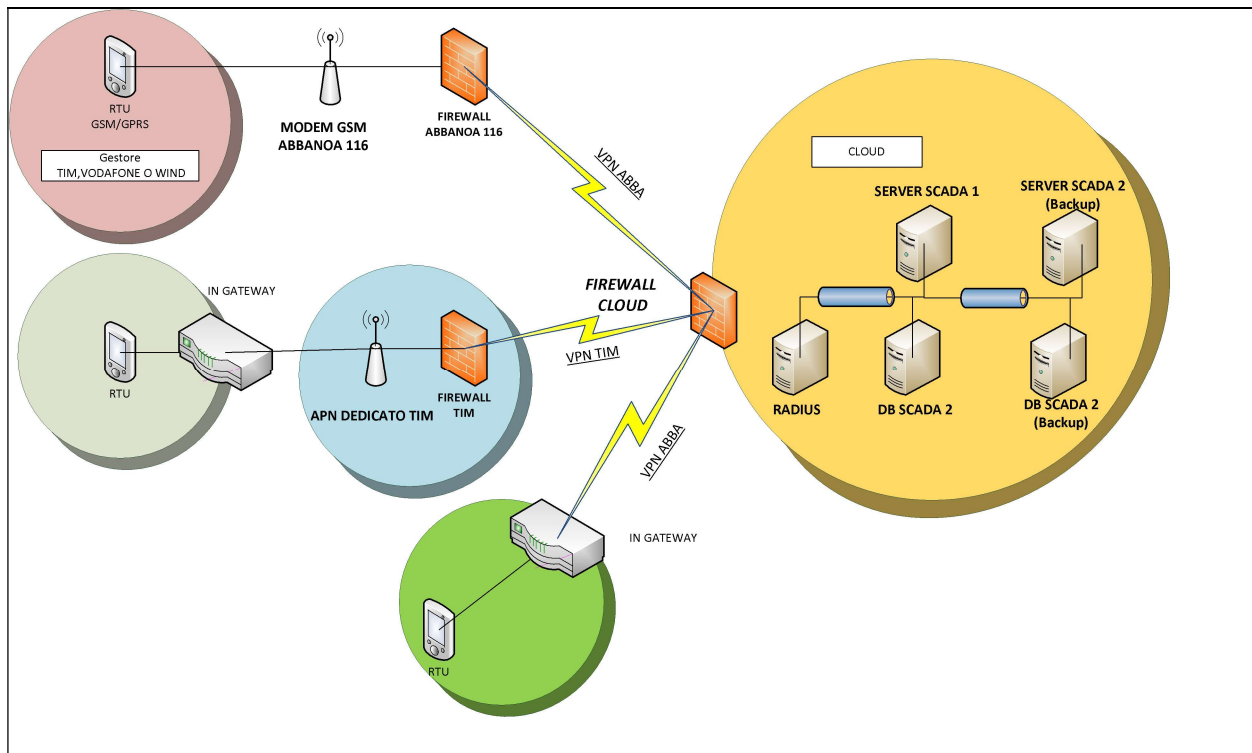 RTU
GSM/GPRS
Gestore
TIM,VODAFONE O WIND
MODEM GSM
ABBANOA 116
FIREWALL
ABBANOA 116
VPN ABBA
CLOUD
SERVER SCADA 1
SERVER SCADA 2
(Backup)
RADIUS
DB SCADA 2
DB SCADA 2
(Backup)
FIREWALL
CLOUD
IN GATEWAY
RTU
APN DEDICATO TIM
FIREWALL
TIM
VPN TIM
VPN ABBA
IN GATEWAY
RTU